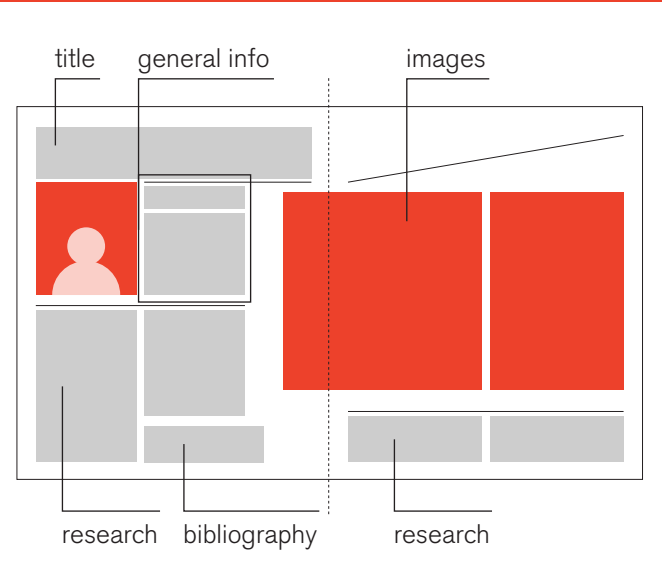 title
general info
images
research
bibliography
research